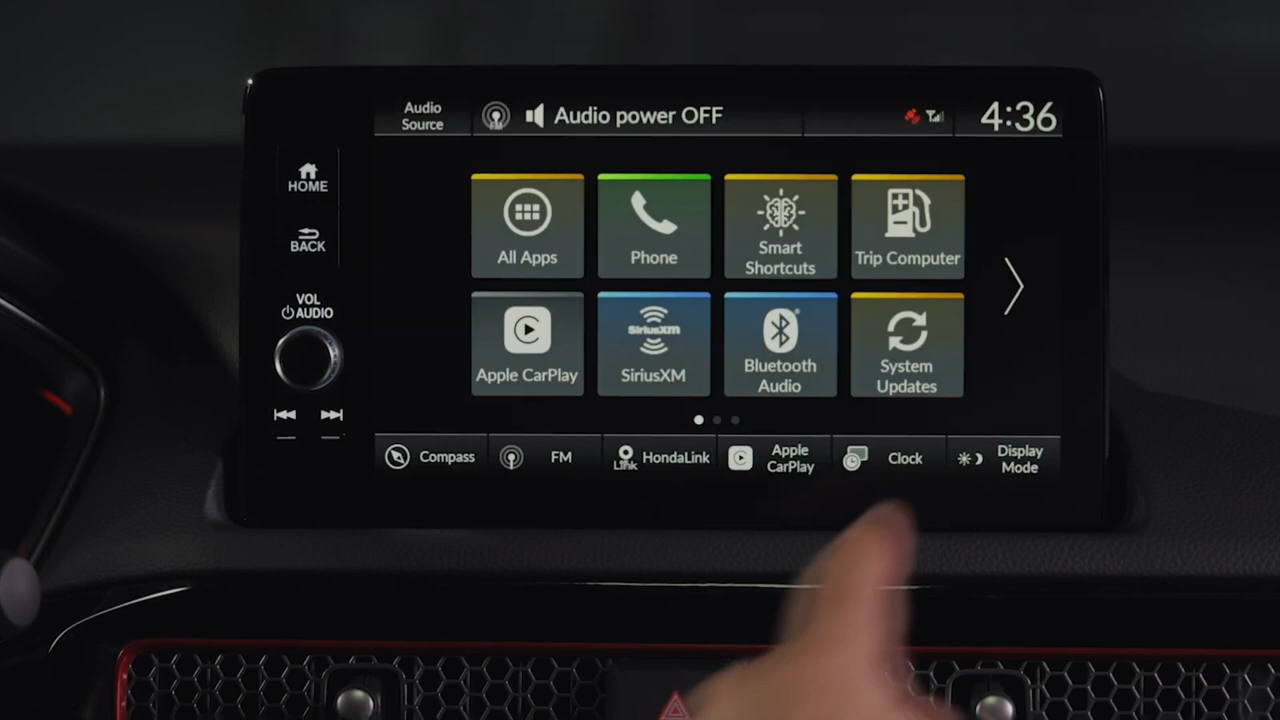 Audio
Source
FM
Audio power OFF
4:36
HOME
BACK
VOL
AUDIO
All Apps
Phone
Smart
Shortcuts
Trip Computer
Apple CarPlay
SiriusXM
SiriusXM
Bluetooth
Audio
System
Updates
Compass
FM
Link
HondaLink
Apple
CarPlay
Clock
Display
Mode